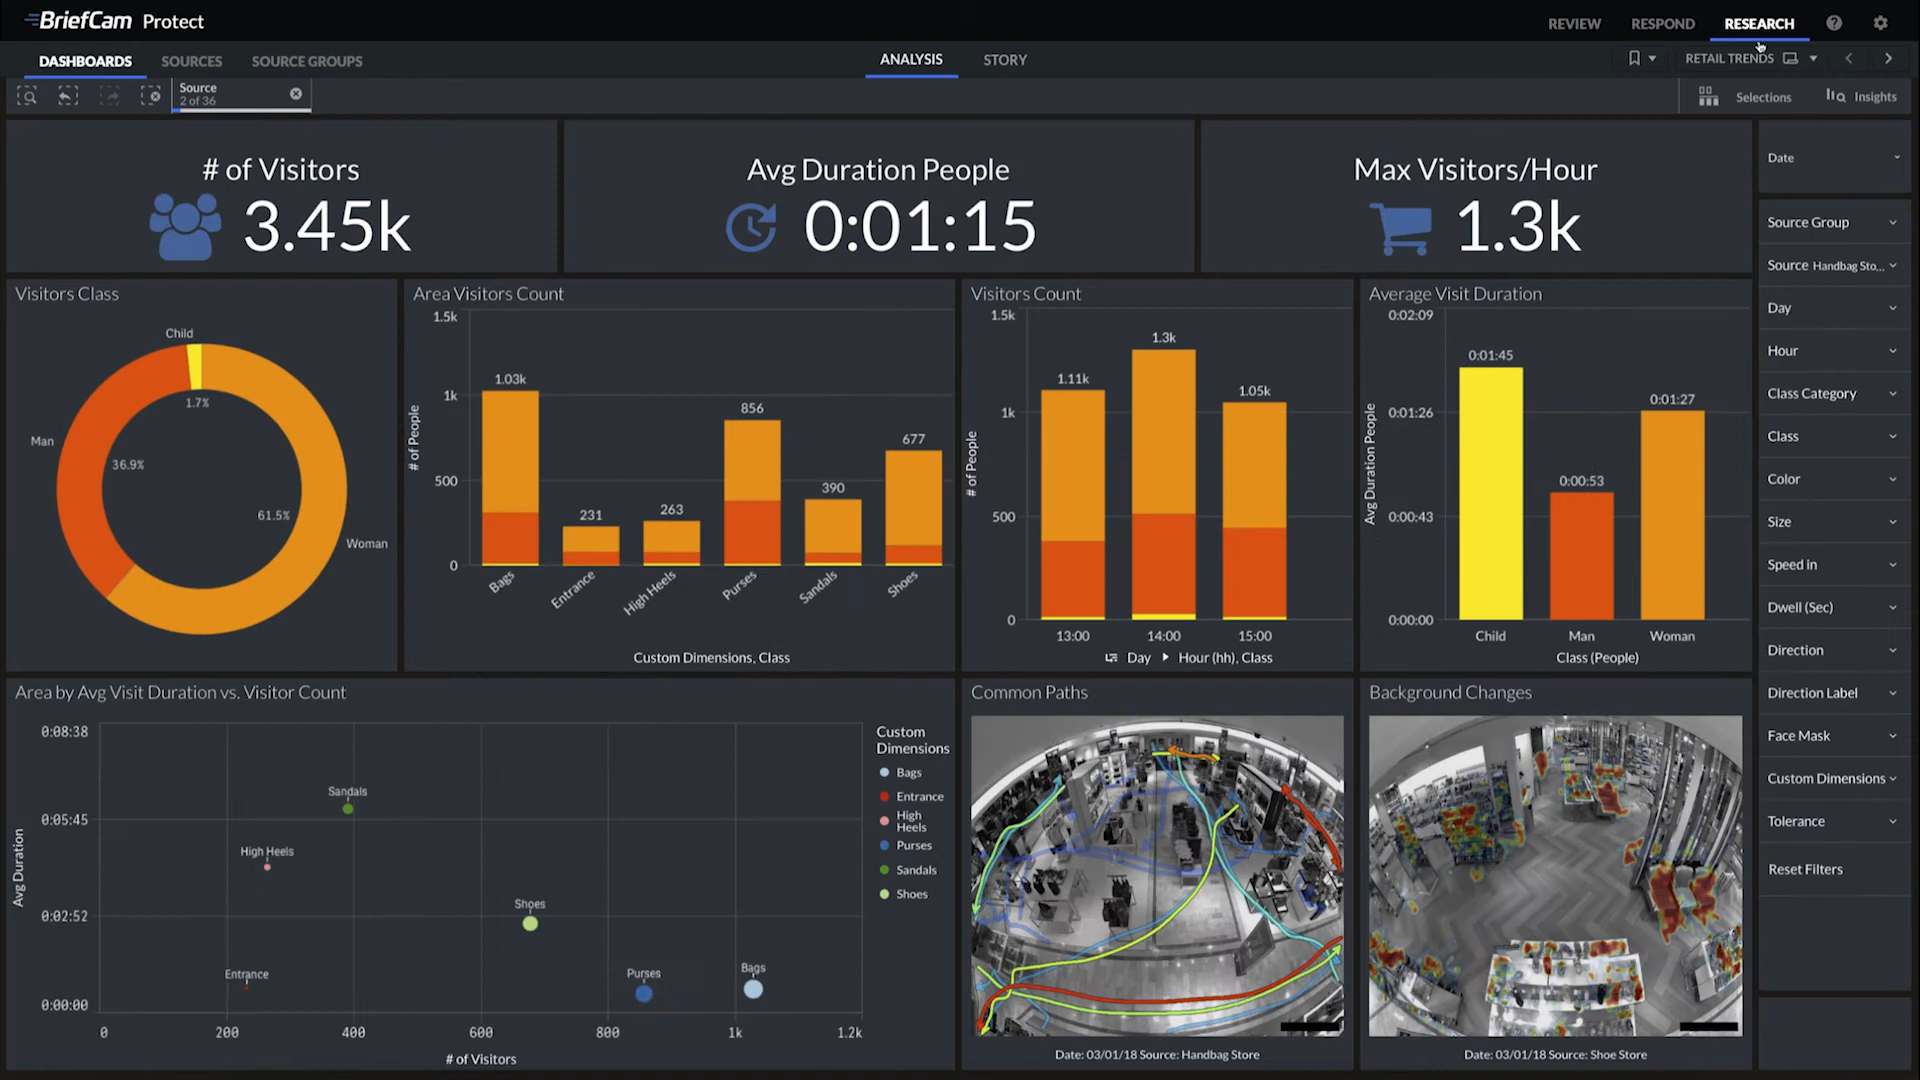 BriefCam Protect
REVIEW RESPOND RESEARCH ?
DASHBOARDS SOURCES SOURCE GROUPS ANALYSIS STORY RETAIL TRENDS
Source
2 of 36
Selections Insights
# of Visitors
3.45k
Avg Duration People
0:01:15
Max Visitors/Hour
1.3k
Visitors Class
Child
1.7%
Man
36.9%
61.5%
Woman
Area Visitors Count
1.5k
1k
500
0
# of People
1.03k
231
263
856
390
677
Bags
Entrance
High Heels
Purses
Sandals
Shoes
Custom Dimensions, Class
Visitors Count
1.5k
1k
500
0
# of People
1.11k
1.3k
1.05k
13:00
14:00
15:00
Day Hour (hh), Class
Average Visit Duration
0:02:09
0:01:26
0:00:43
0:00:00
Avg Duration People
0:01:45
0:00:53
0:01:27
Child
Man
Woman
Class (People)
Date
Source Group
Source Handbag Sto...
Day
Hour
Class Category
Class
Color
Size
Speed in
Dwell (Sec)
Direction
Direction Label
Face Mask
Custom Dimensions
Tolerance
Reset Filters
Area by Avg Visit Duration vs. Visitor Count
0:08:38
0:05:45
0:02:52
0:00:00
Avg Duration
Sandals
High Heels
Shoes
Entrance
Purses
Bags
0
200
400
600
800
1k
1.2k
# of Visitors
Custom
Dimensions
Bags
Entrance
High
Heels
Purses
Sandals
Shoes
Common Paths
Date: 03/01/18 Source: Handbag Store
Background Changes
Date: 03/01/18 Source: Shoe Store